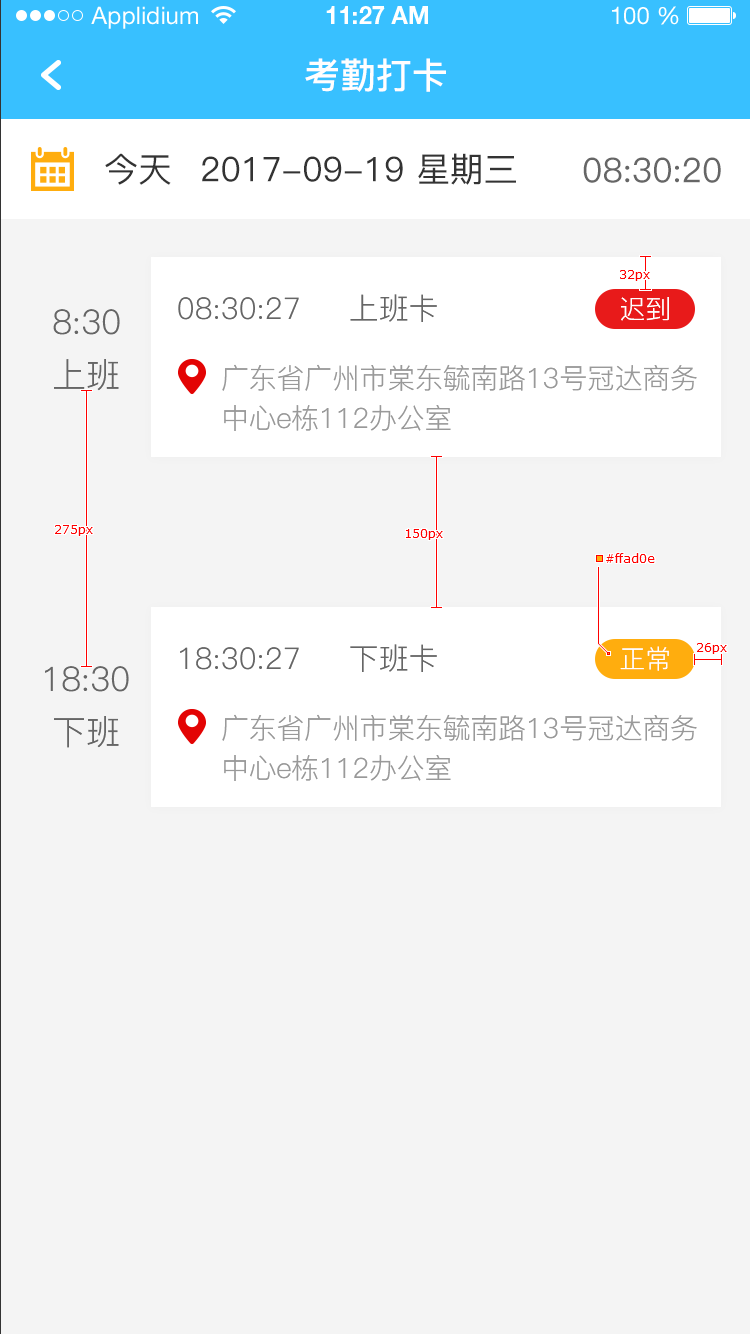 Applidium 11:27 AM 100 %
考勤打卡
今天 2017-09-19 星期三 08:30:20
32px
8:30
上班
08:30:27 上班卡 迟到
广东省广州市棠东毓南路13号冠达商务
中心e栋112办公室
275px
150px
#ffad0e
18:30
下班
18:30:27 下班卡 正常
26px
广东省广州市棠东毓南路13号冠达商务
中心e栋112办公室